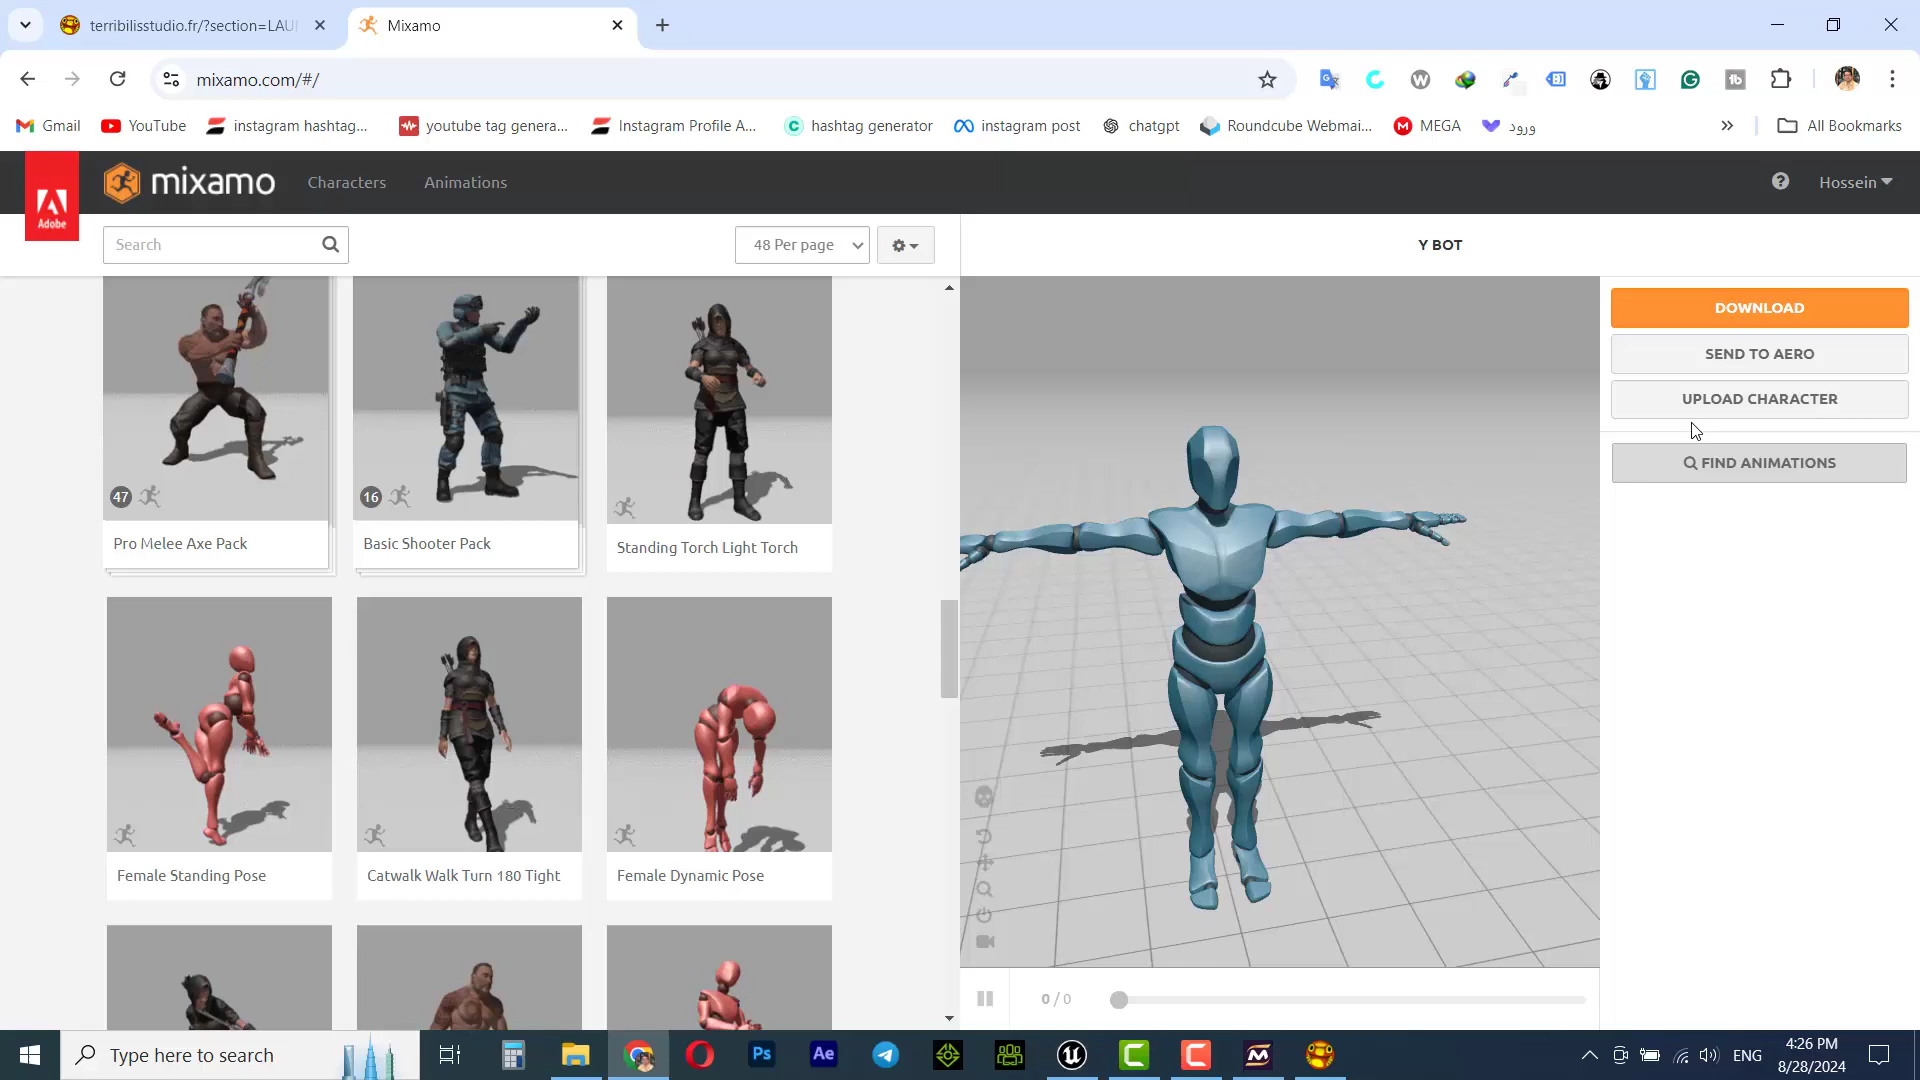 terribilisstudio.fr/?section=LAU
Mixamo
mixamo.com/#/
Gmail
YouTube
instagram hashtag...
youtube tag genera...
Instagram Profile A...
hashtag generator
instagram post
chatgpt
Roundcube Webmai...
MEGA
ورود
All Bookmarks
Adobe
mixamo
Characters
Animations
Hossein
Search
48 Per page
Y BOT
DOWNLOAD
SEND TO AERO
UPLOAD CHARACTER
FIND ANIMATIONS
47
16
Pro Melee Axe Pack
Basic Shooter Pack
Standing Torch Light Torch
Female Standing Pose
Catwalk Walk Turn 180 Tight
Female Dynamic Pose
0 / 0
Type here to search
Ps
Ae
ENG
4:26 PM
8/28/2024